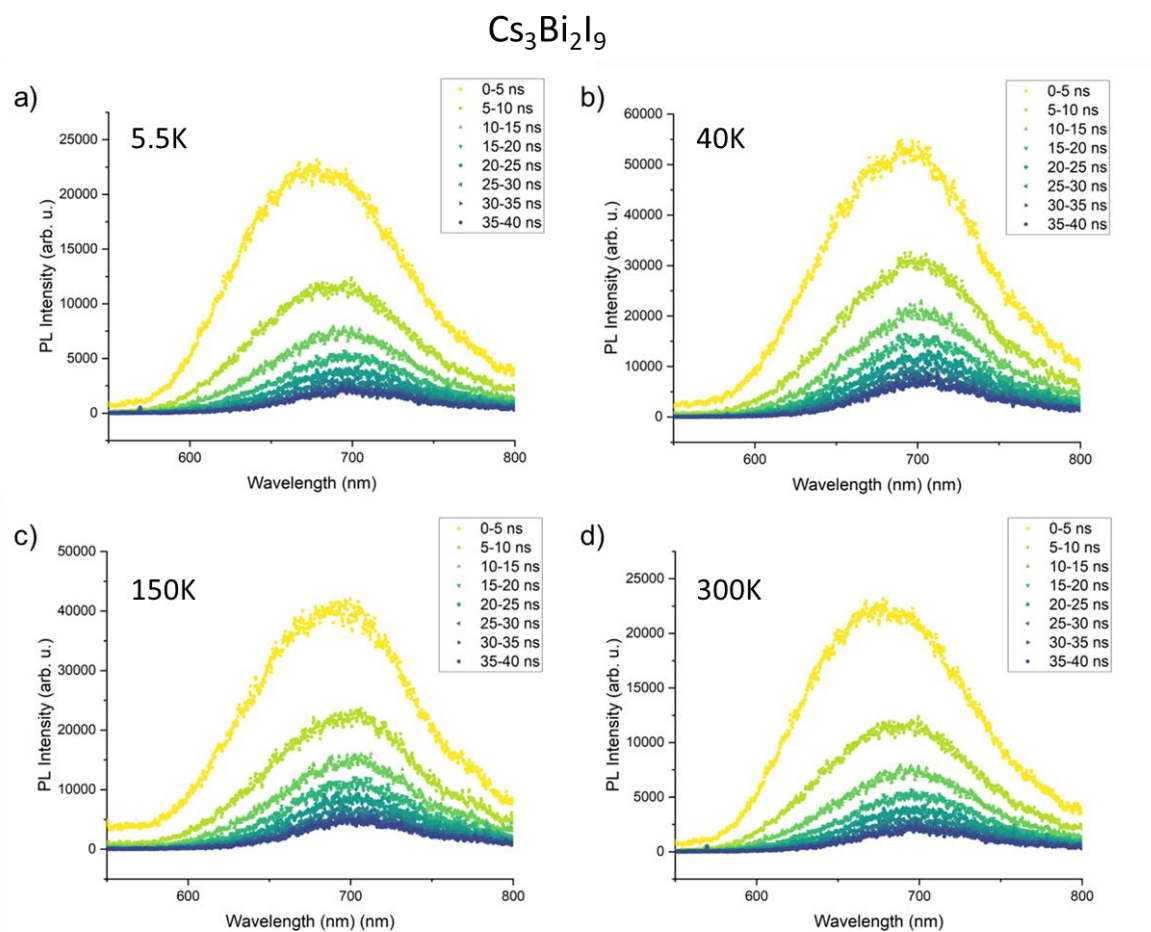 Cs₃Bi₂I₉
a)
5.5K
0-5 ns
5-10 ns
10-15 ns
15-20 ns
20-25 ns
25-30 ns
30-35 ns
35-40 ns
PL Intensity (arb. u.)
25000
20000
15000
10000
5000
0
600 700 800
Wavelength (nm)
b)
40K
0-5 ns
5-10 ns
10-15 ns
15-20 ns
20-25 ns
25-30 ns
30-35 ns
35-40 ns
PL Intensity (arb. u.)
60000
50000
40000
30000
20000
10000
0
600 700 800
Wavelength (nm) (nm)
c)
150K
0-5 ns
5-10 ns
10-15 ns
15-20 ns
20-25 ns
25-30 ns
30-35 ns
35-40 ns
PL Intensity (arb. u.)
50000
40000
30000
20000
10000
0
600 700 800
Wavelength (nm) (nm)
d)
300K
0-5 ns
5-10 ns
10-15 ns
15-20 ns
20-25 ns
25-30 ns
30-35 ns
35-40 ns
PL Intensity (arb. u.)
25000
20000
15000
10000
5000
0
600 700 800
Wavelength (nm)